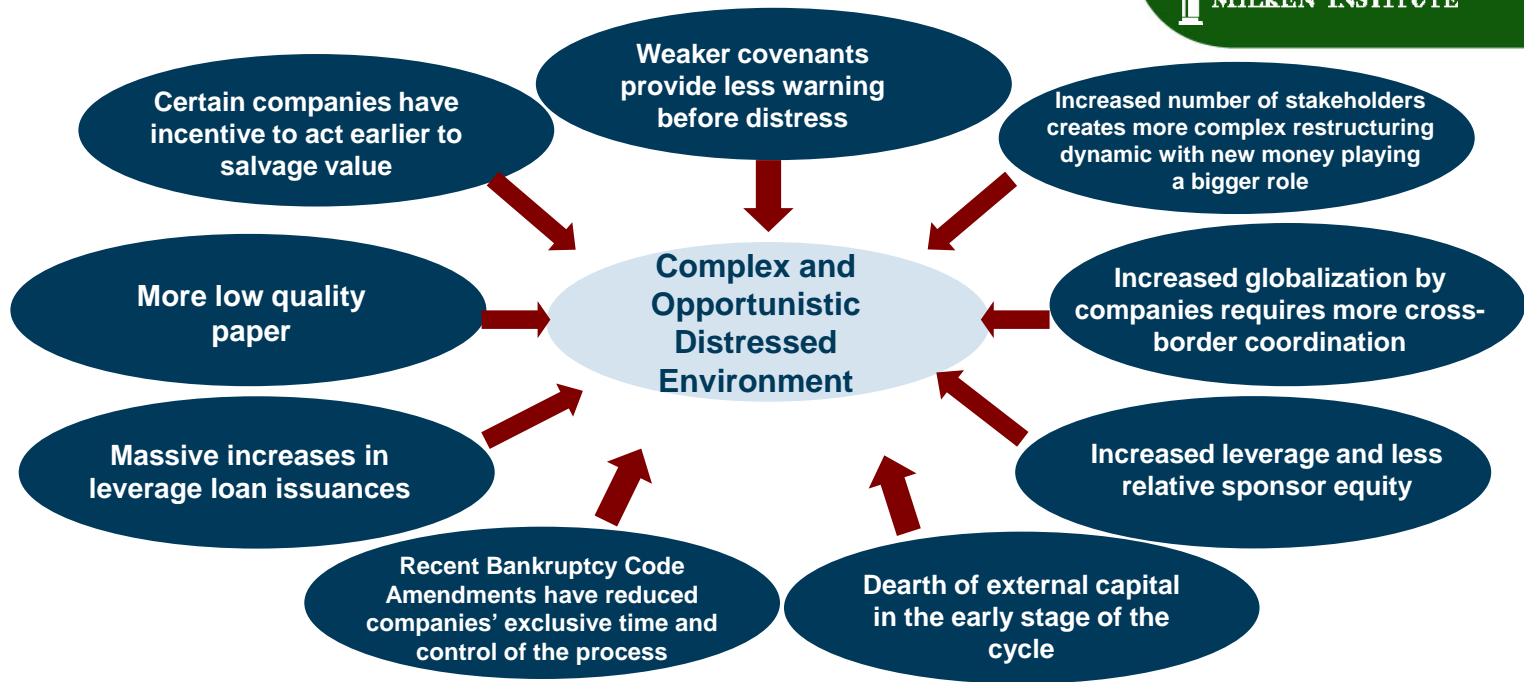 MILKEN INSTITUTE
Weaker covenants
provide less warning
before distress
Certain companies have
incentive to act earlier to
salvage value
Increased number of stakeholders
creates more complex restructuring
dynamic with new money playing
a bigger role
More low quality
paper
Complex and
Opportunistic
Distressed
Environment
Increased globalization by
companies requires more cross-
border coordination
Massive increases in
leverage loan issuances
Increased leverage and less
relative sponsor equity
Recent Bankruptcy Code
Amendments have reduced
companies’ exclusive time and
control of the process
Dearth of external capital
in the early stage of the
cycle